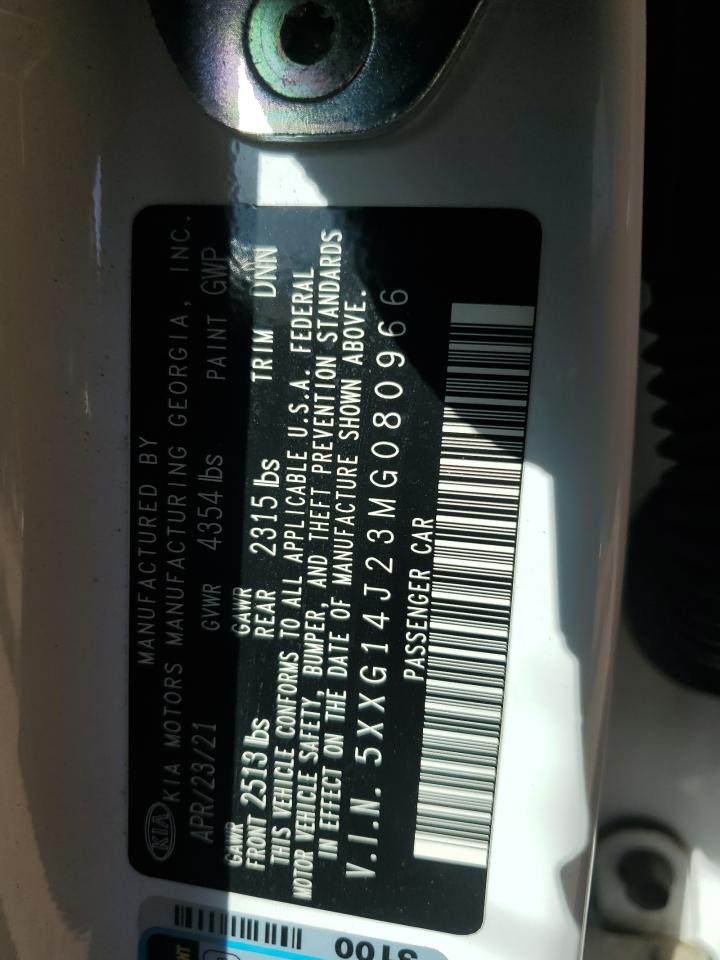 MANUFACTURED BY
KIA KIA MOTORS MANUFACTURING GEORGIA, INC.
APR/23/21 GVWR 4354 lbs PAINT GWP
GAWR GAWR
FRONT 2513 lbs REAR 2315 lbs TRIM DNN
THIS VEHICLE CONFORMS TO ALL APPLICABLE U.S.A. FEDERAL
MOTOR VEHICLE SAFETY, BUMPER, AND THEFT PREVENTION STANDARDS
IN EFFECT ON THE DATE OF MANUFACTURE SHOWN ABOVE.
V.I.N. 5XXG14J23MG080966
PASSENGER CAR